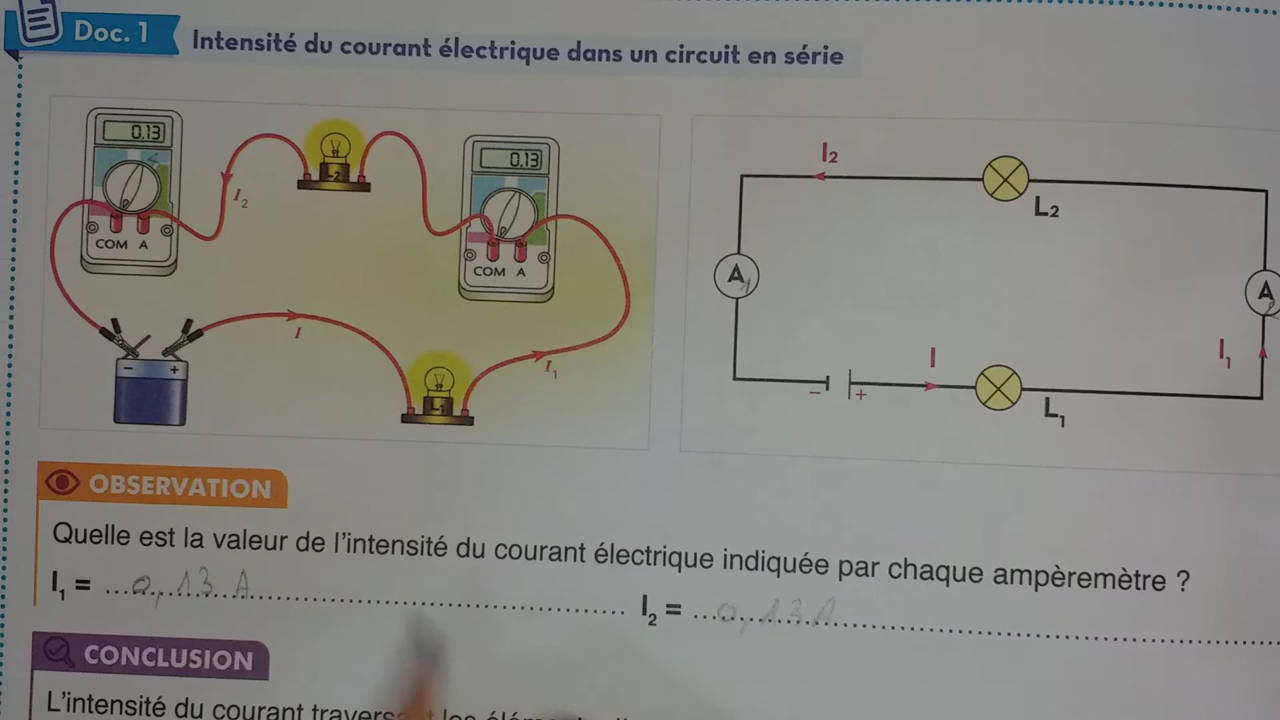 Doc. 1
Intensité du courant électrique dans un circuit en série
0.13
0.13
I2
L2
COM A
COM A
I
I1
- +
I2
L2
A
A
I
I1
- +
L1
OBSERVATION
Quelle est la valeur de l'intensité du courant électrique indiquée par chaque ampèremètre ?
I1 = ...0,13 A........ I2 = ...0,13 A........
CONCLUSION
L'intensité du courant